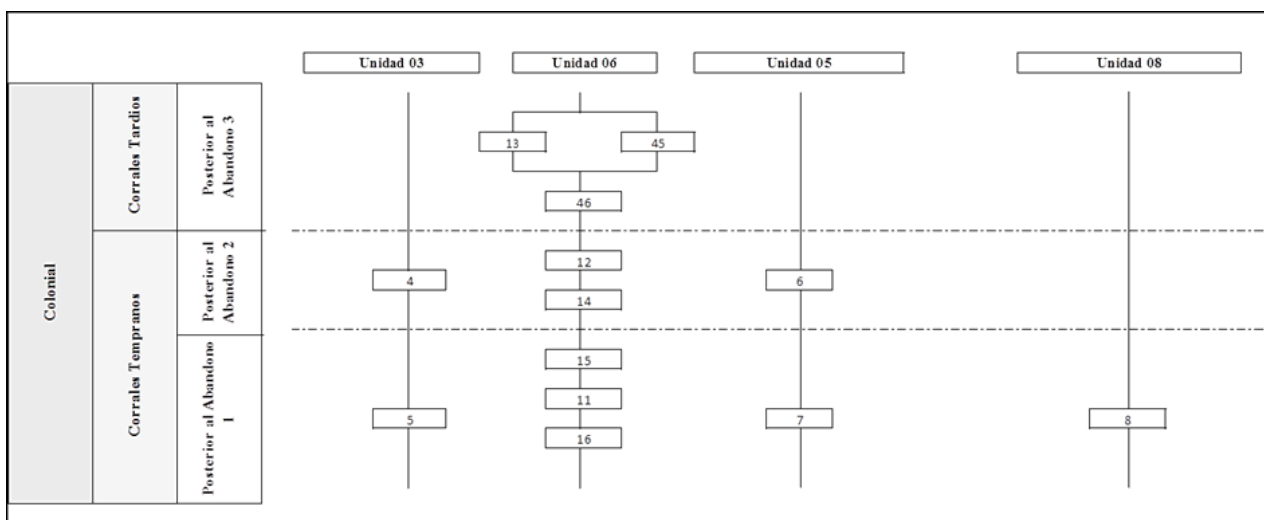 Unidad 03
Unidad 06
Unidad 05
Unidad 08
Colonial
Corrales Tardios
Posterior al
Abandono 3
13
45
46
Corrales Tempranos
Posterior al
Abandono 2
12
4
6
14
Posterior al Abandono
1
15
11
5
7
8
16